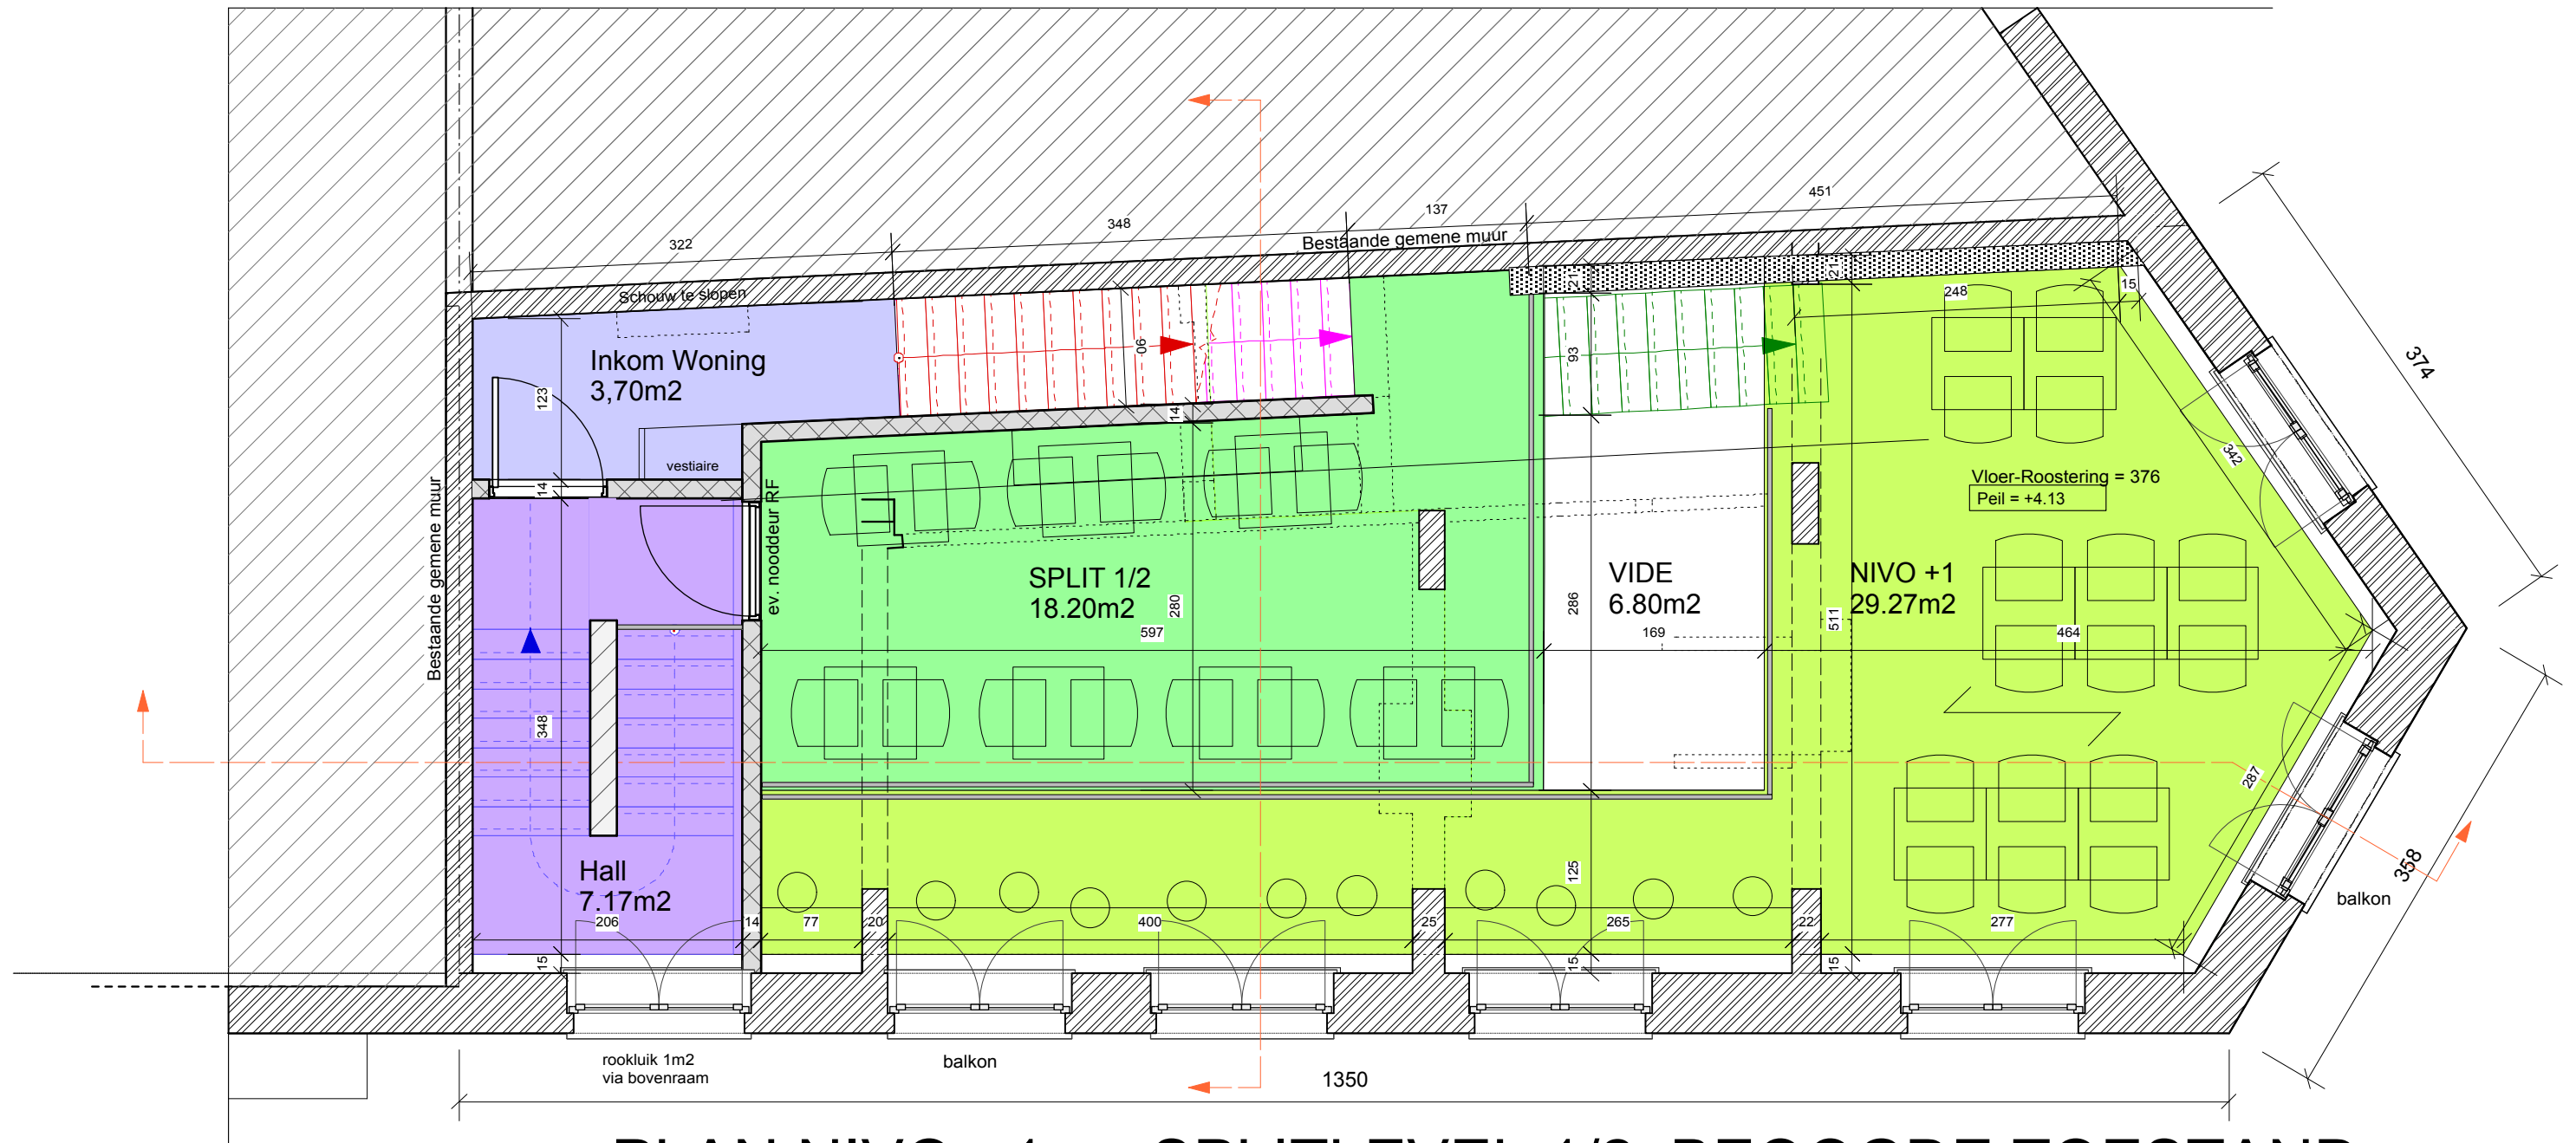 451
137
348
322
Bestaande gemene muur
Schouw te slopen
21
2
15
248
374
Inkom Woning
3,70m2
90
93
123
14
342
vestiaire
14
Vloer-Roostering = 376
Peil = +4.13
Bestaande gemene muur
ev. nooddeur RF
SPLIT 1/2
18.20m2
280
597
286
VIDE
6.80m2
169
NIVO +1
29.27m2
511
464
348
287
358
Hall
7.17m2
125
balkon
206
14
77
20
400
25
265
22
277
15
15
15
rookluik 1m2
via bovenraam
balkon
1350